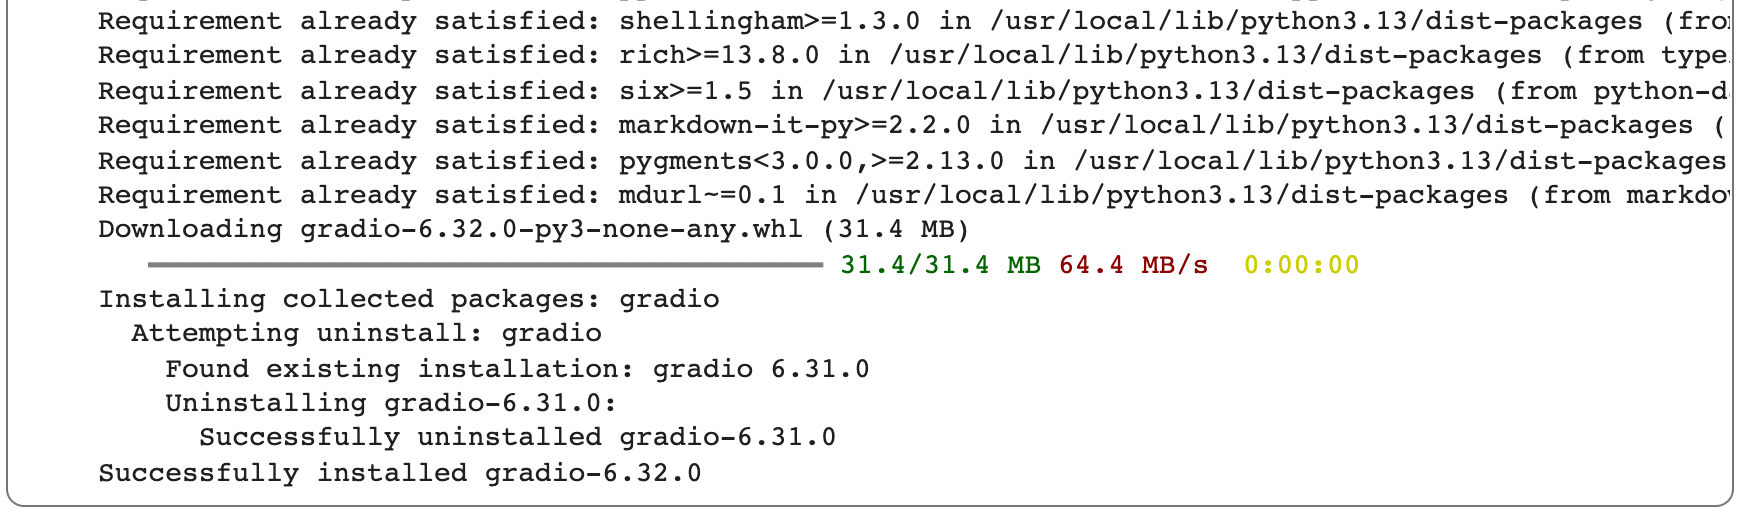 Requirement already satisfied: shellingham>=1.3.0 in /usr/local/lib/python3.13/dist-packages (from
Requirement already satisfied: rich>=13.8.0 in /usr/local/lib/python3.13/dist-packages (from type
Requirement already satisfied: six>=1.5 in /usr/local/lib/python3.13/dist-packages (from python-d
Requirement already satisfied: markdown-it-py>=2.2.0 in /usr/local/lib/python3.13/dist-packages (
Requirement already satisfied: pygments<3.0.0,>=2.13.0 in /usr/local/lib/python3.13/dist-packages
Requirement already satisfied: mdurl~=0.1 in /usr/local/lib/python3.13/dist-packages (from markdo
Downloading gradio-6.32.0-py3-none-any.whl (31.4 MB)
31.4/31.4 MB 64.4 MB/s 0:00:00
Installing collected packages: gradio
Attempting uninstall: gradio
Found existing installation: gradio 6.31.0
Uninstalling gradio-6.31.0:
Successfully uninstalled gradio-6.31.0
Successfully installed gradio-6.32.0